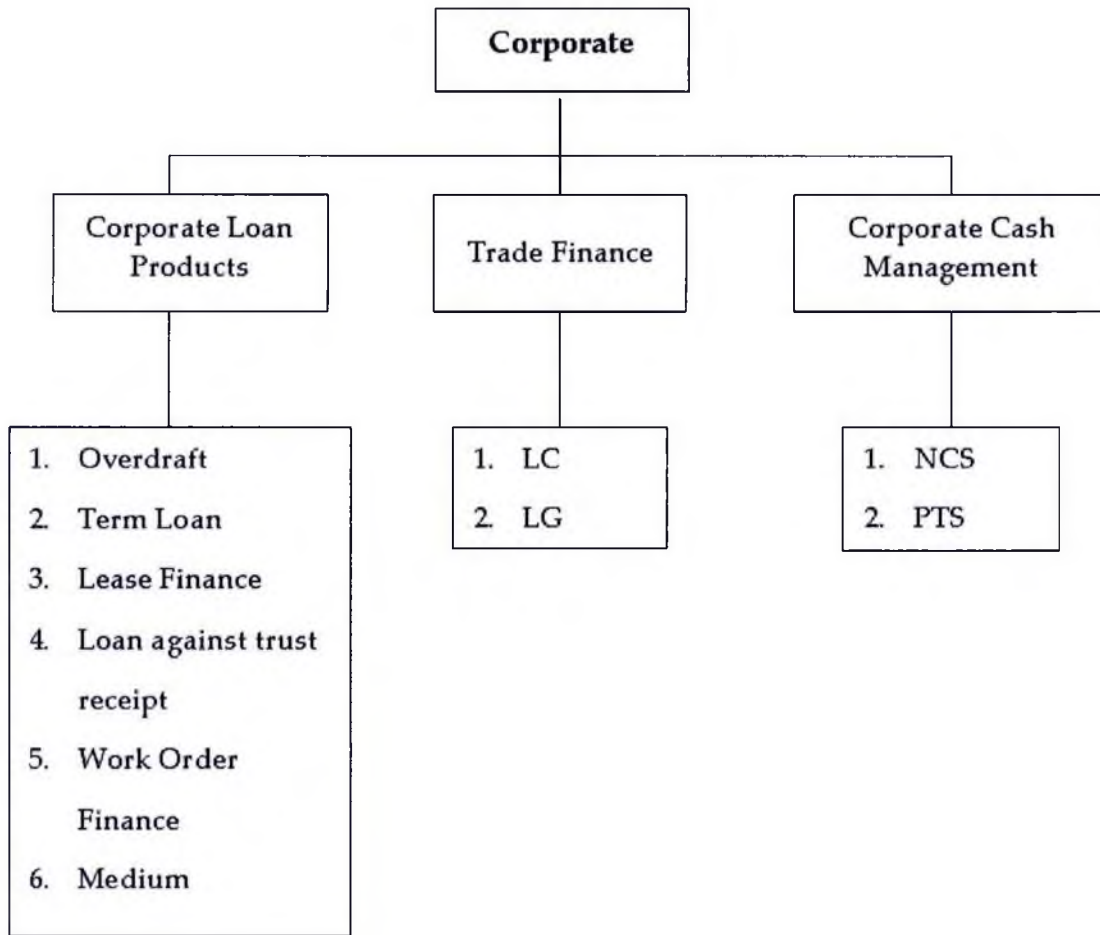 Corporate
Corporate Loan
Products
Trade Finance
Corporate Cash
Management
1. Overdraft
2. Term Loan
3. Lease Finance
4. Loan against trust
receipt
5. Work Order
Finance
6. Medium
1. LC
2. LG
1. NCS
2. PTS